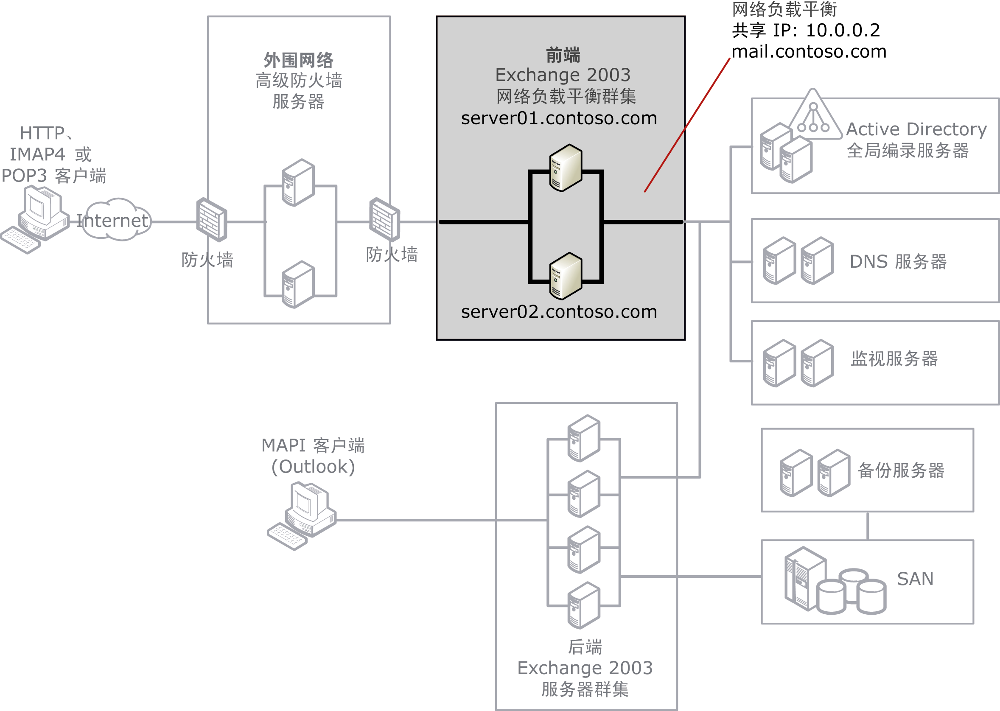 网络负载平衡
共享 IP: 10.0.0.2
mail.contoso.com
外围网络
高级防火墙
服务器
前端
Exchange 2003
网络负载平衡群集
server01.contoso.com
HTTP、
IMAP4 或
POP3 客户端
Internet
防火墙
防火墙
server02.contoso.com
Active Directory
全局编录服务器
DNS 服务器
监视服务器
MAPI 客户端
(Outlook)
备份服务器
SAN
后端
Exchange 2003
服务器群集